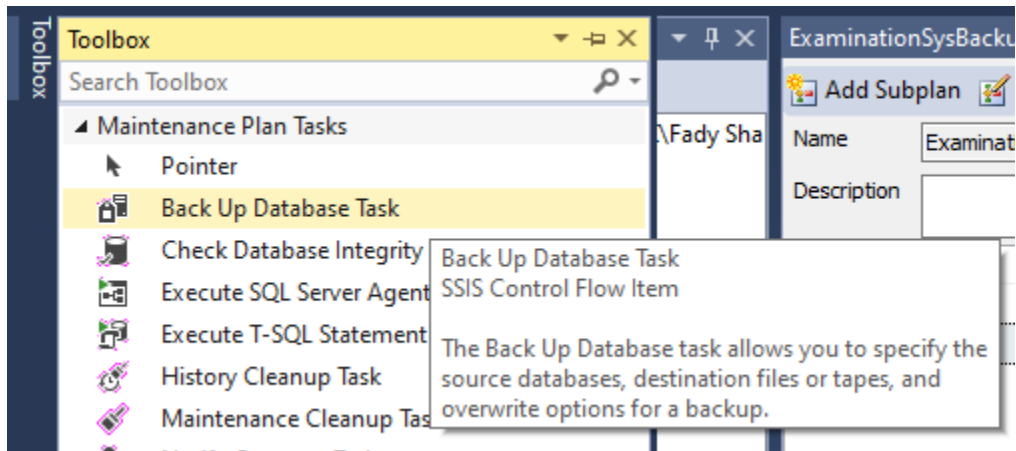 Toolbox
Toolbox
Search Toolbox
Maintenance Plan Tasks
Pointer
Back Up Database Task
Check Database Integrity
Execute SQL Server Agent
Execute T-SQL Statement
History Cleanup Task
Maintenance Cleanup Tas
Back Up Database Task
SSIS Control Flow Item
The Back Up Database task allows you to specify the
source databases, destination files or tapes, and
overwrite options for a backup.
\Fady Sha
ExaminationSysBacku
Add Subplan
Name
Examinati
Description